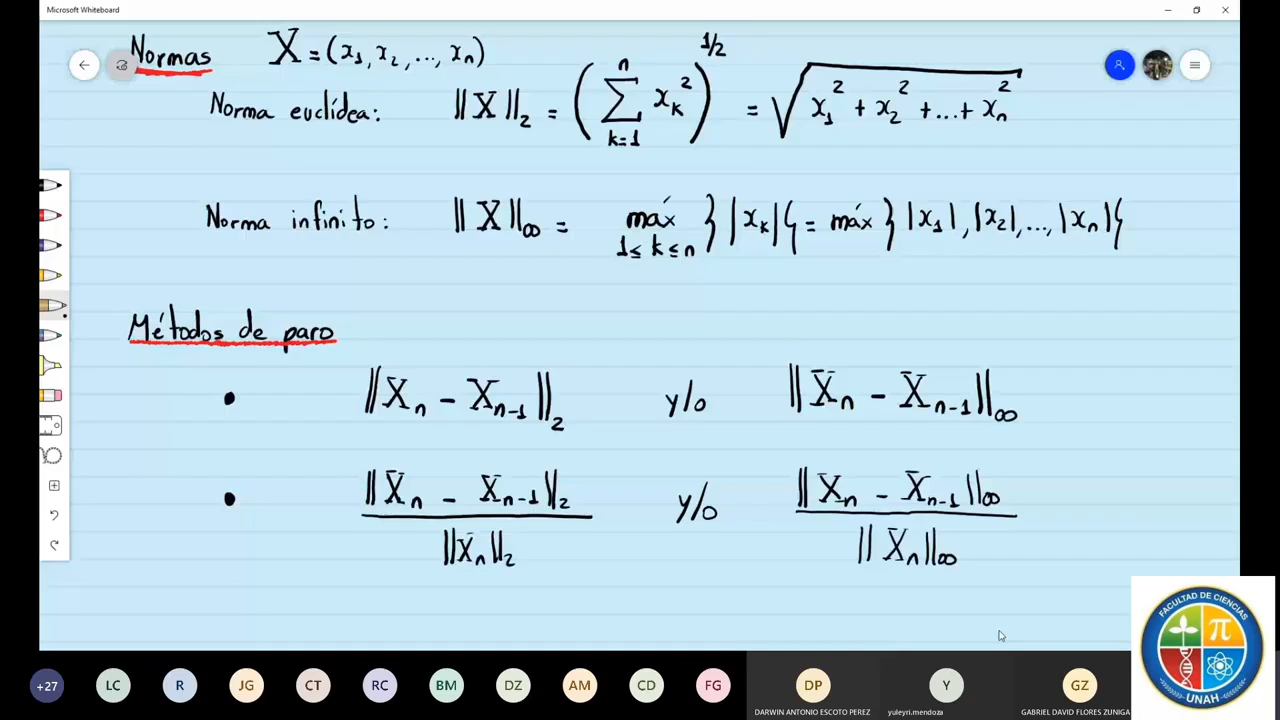 Microsoft Whiteboard
Normas X = (x₁, x₂, ..., xₙ)
Norma euclídea: ‖X‖₂ = (∑_{k=1}^{n} xₖ²)^{1/2} = √(x₁² + x₂² + ... + xₙ²)
Norma infinito: ‖X‖∞ = máx_{1≤k≤n} }|xₖ|{ = máx }|x₁|, |x₂|, ..., |xₙ|{
Métodos de paro
• ‖Xₙ - Xₙ₋₁‖₂ y/o ‖Xₙ - Xₙ₋₁‖∞
• ‖Xₙ - Xₙ₋₁‖₂ / ‖Xₙ‖₂ y/o ‖Xₙ - Xₙ₋₁‖∞ / ‖Xₙ‖∞
FACULTAD DE CIENCIAS
π
UNAH
+27 LC R JG CT RC BM DZ AM CD FG DP Y GZ
DARWIN ANTONIO ESCOTO PEREZ yuleyri.mendoza GABRIEL DAVID FLORES ZUNIGA